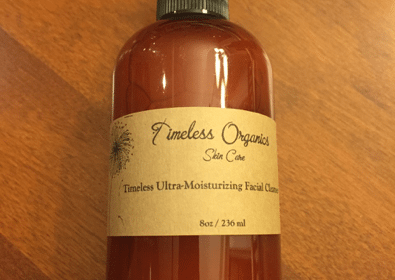 Timeless Organics
Skin Care
Timeless Ultra-Moisturizing Facial
8oz / 236 ml